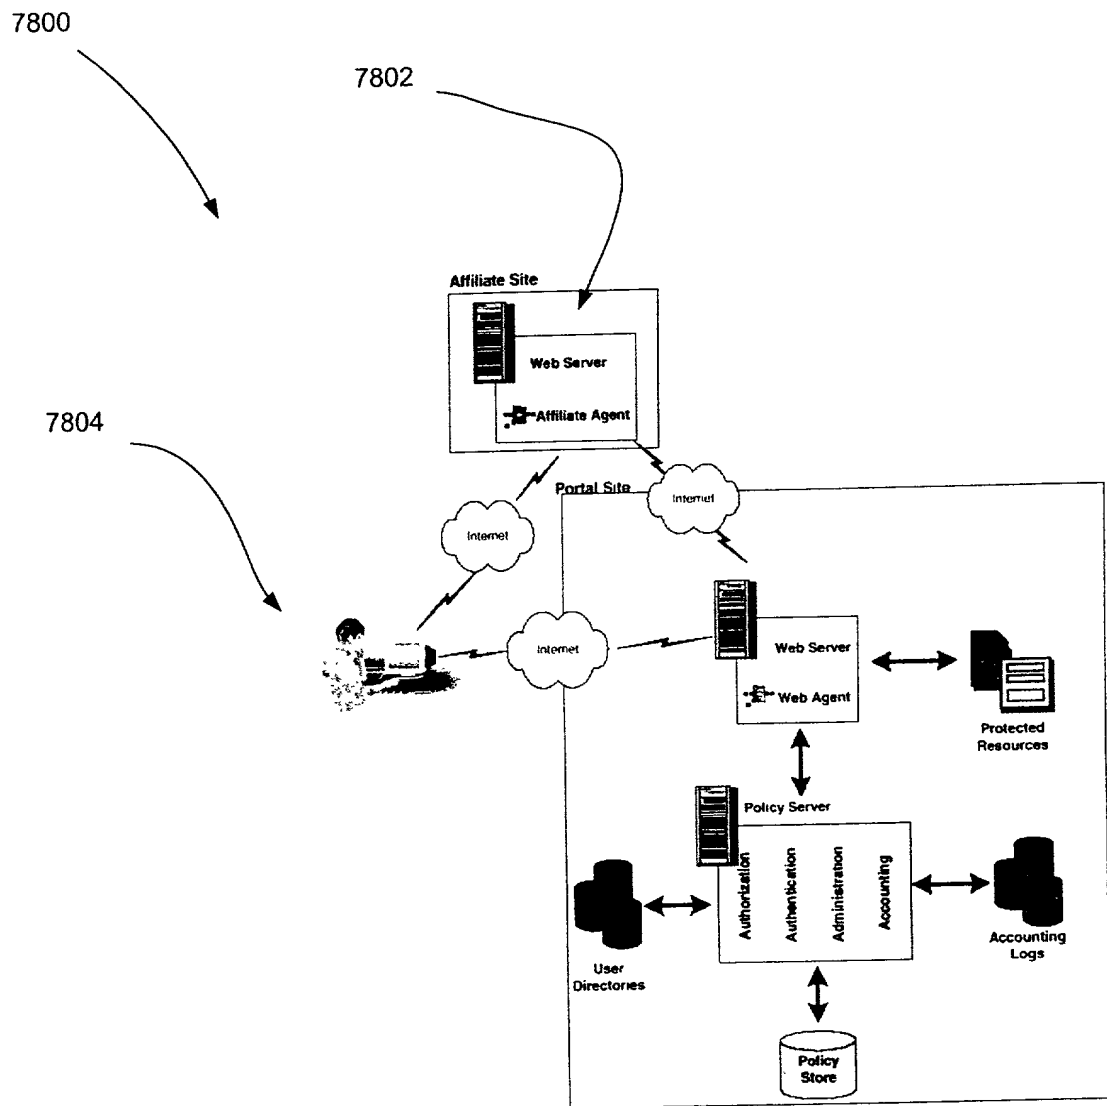 7800
7802
Affiliate Site
Web Server
Affiliate Agent
7804
Portal Site
Internet
Internet
Internet
Web Server
Web Agent
Protected
Resources
Policy Server
Authorization
Authentication
Administration
Accounting
User
Directories
Accounting
Logs
Policy
Store